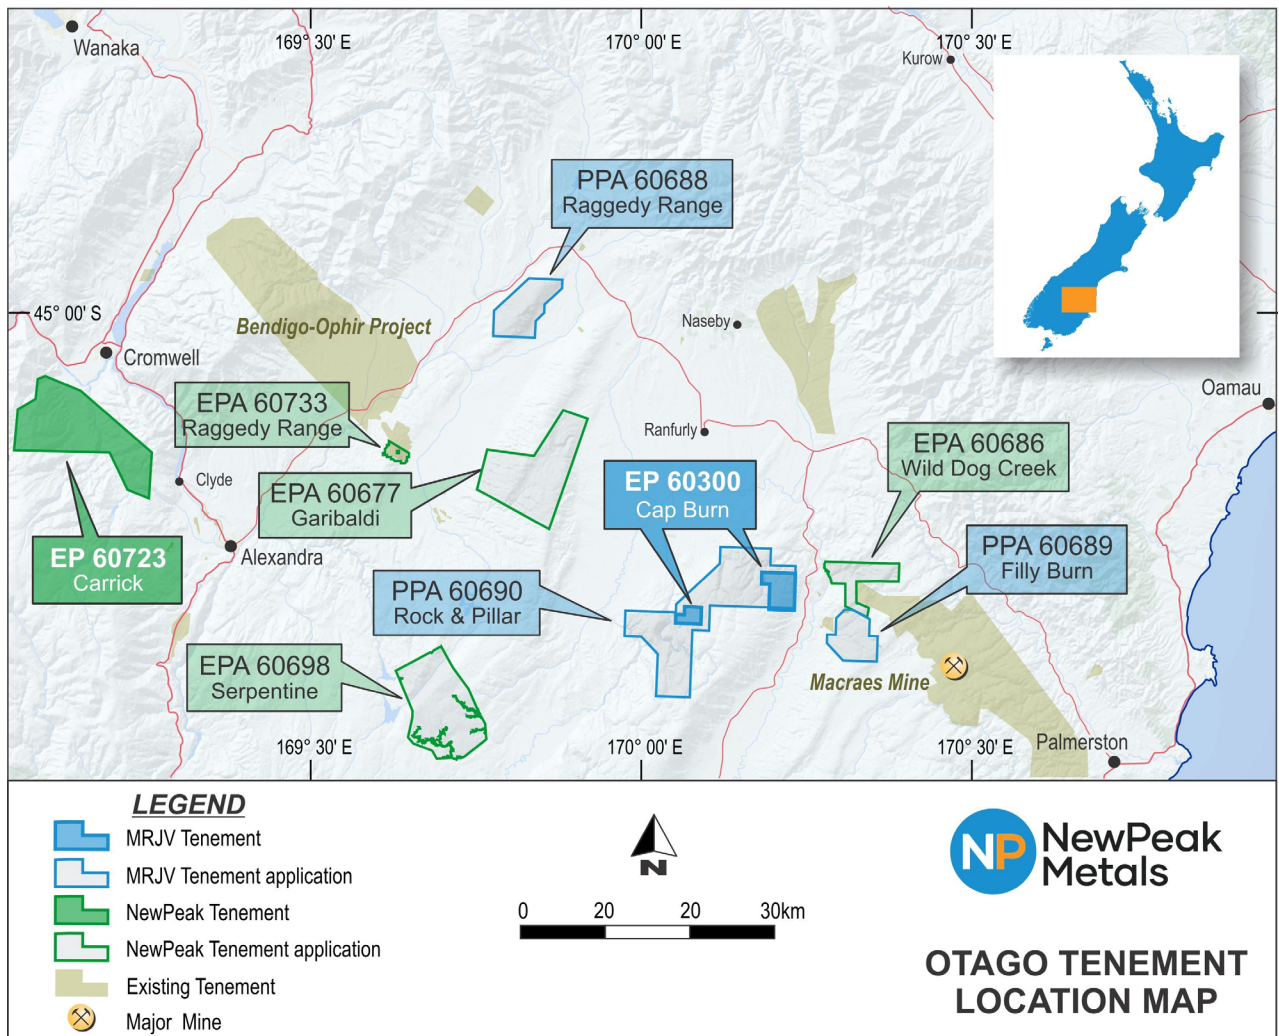 Wanaka
169° 30' E
170° 00' E
170° 30' E
Kurow
PPA 60688
Raggedy Range
45° 00' S
Bendigo-Ophir Project
Naseby
Cromwell
Oamau
EPA 60733
Raggedy Range
Ranfurly
EPA 60686
Wild Dog Creek
Clyde
EPA 60677
Garibaldi
EP 60300
Cap Burn
EP 60723
Carrick
Alexandra
PPA 60689
Filly Burn
PPA 60690
Rock & Pillar
EPA 60698
Serpentine
Macraes Mine
169° 30' E
170° 00' E
170° 30' E
Palmerston
LEGEND
MRJV Tenement
MRJV Tenement application
NewPeak Tenement
NewPeak Tenement application
Existing Tenement
Major Mine
N
0 20 20 30km
NP NewPeak
Metals
OTAGO TENEMENT
LOCATION MAP